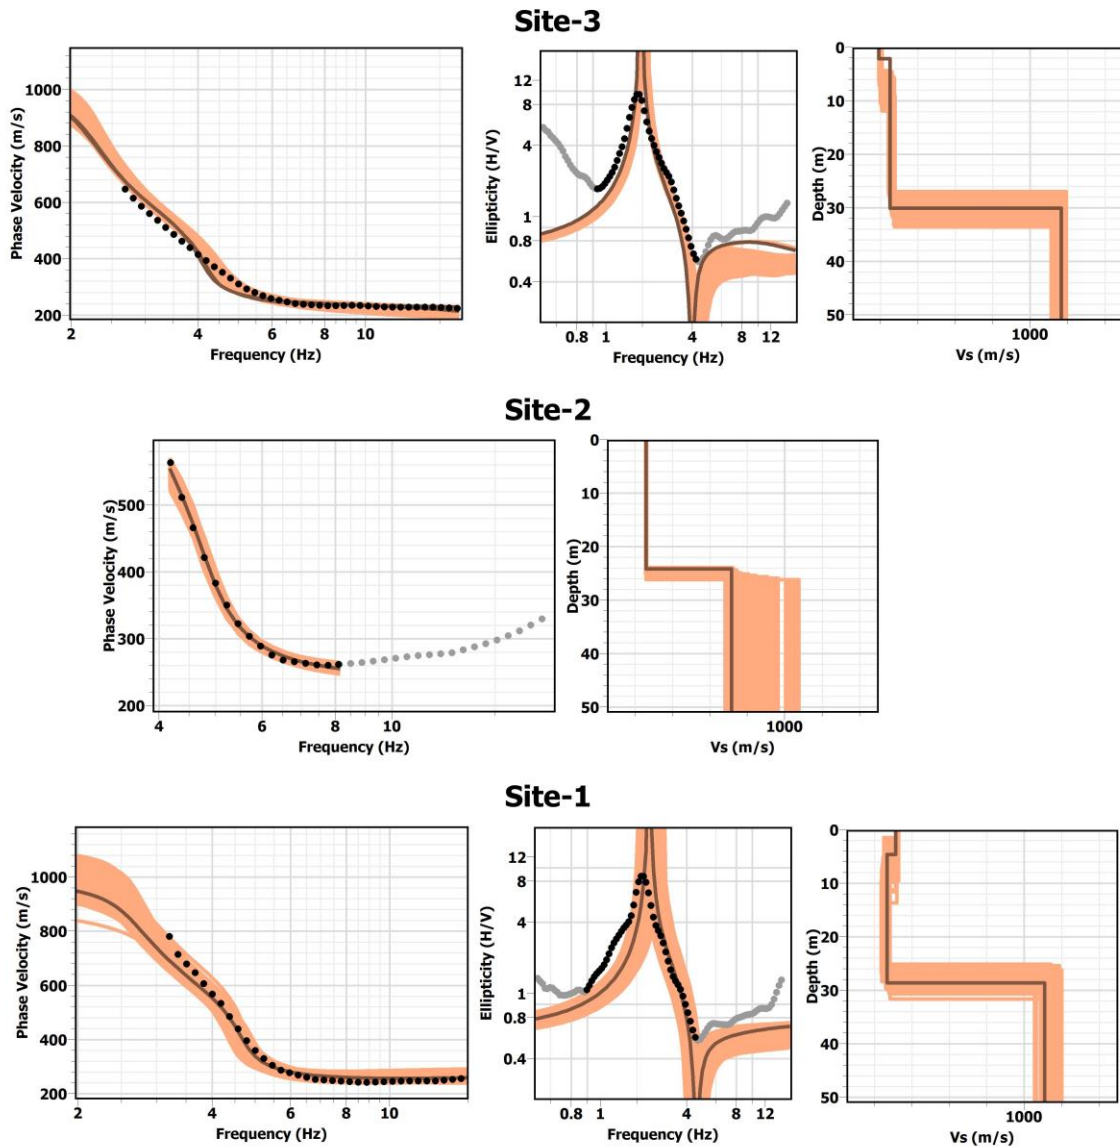 Site-3
1000
800
600
400
200
Phase Velocity (m/s)
2 4 6 8 10
Frequency (Hz)
12
8
4
1
0.8
0.4
Ellipticity (H/V)
0.8 1 4 8 12
Frequency (Hz)
0
10
20
30
40
50
Depth (m)
1000
Vs (m/s)
Site-2
500
400
300
200
Phase Velocity (m/s)
4 6 8 10
Frequency (Hz)
0
10
20
30
40
50
Depth (m)
1000
Vs (m/s)
Site-1
1000
800
600
400
200
Phase Velocity (m/s)
2 4 6 8 10
Frequency (Hz)
12
8
4
1
0.8
0.4
Ellipticity (H/V)
0.8 1 4 8 12
Frequency (Hz)
0
10
20
30
40
50
Depth (m)
1000
Vs (m/s)